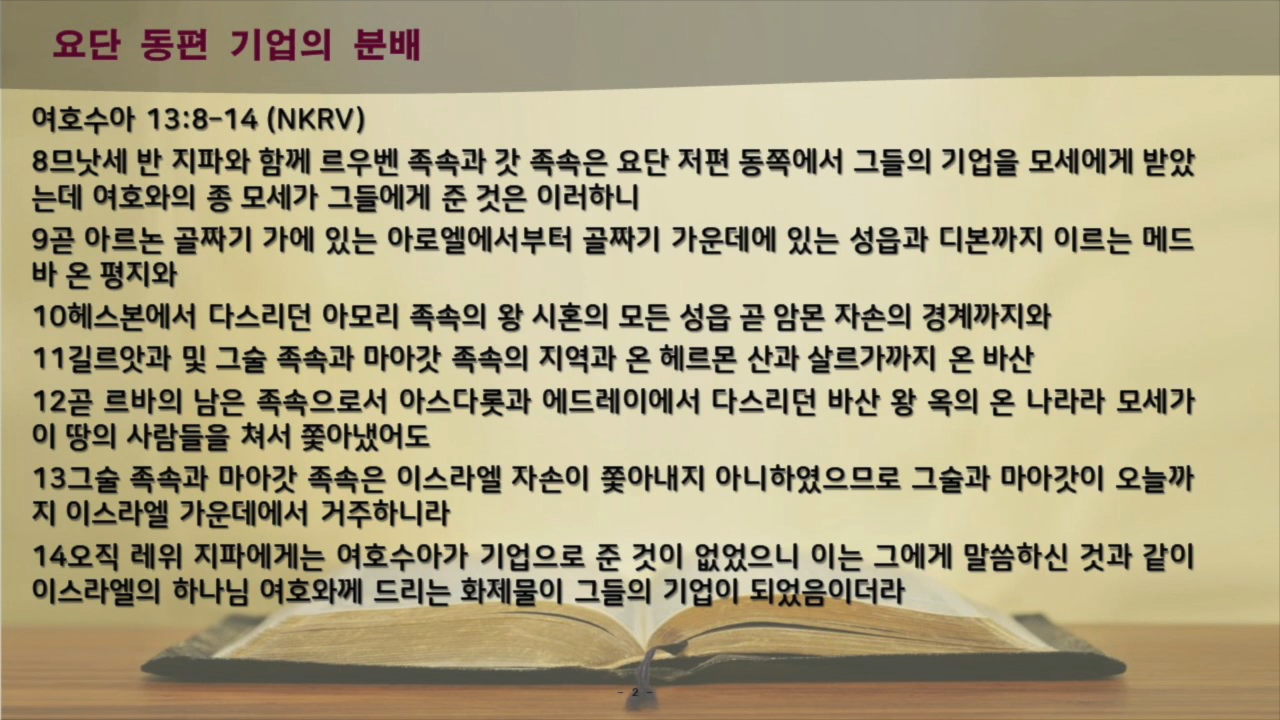 요단 동편 기업의 분배
여호수아 13:8-14 (NKRV)
8므낫세 반 지파와 함께 르우벤 족속과 갓 족속은 요단 저편 동쪽에서 그들의 기업을 모세에게 받았
는데 여호와의 종 모세가 그들에게 준 것은 이러하니
9곧 아르논 골짜기 가에 있는 아로엘에서부터 골짜기 가운데에 있는 성읍과 디본까지 이르는 메드
바 온 평지와
10헤스본에서 다스리던 아모리 족속의 왕 시혼의 모든 성읍 곧 암몬 자손의 경계까지와
11길르앗과 및 그술 족속과 마아갓 족속의 지역과 온 헤르몬 산과 살르가까지 온 바산
12곧 르바의 남은 족속으로서 아스다롯과 에드레이에서 다스리던 바산 왕 옥의 온 나라라 모세가
이 땅의 사람들을 쳐서 쫓아냈어도
13그술 족속과 마아갓 족속은 이스라엘 자손이 쫓아내지 아니하였으므로 그술과 마아갓이 오늘까
지 이스라엘 가운데에서 거주하니라
14오직 레위 지파에게는 여호수아가 기업으로 준 것이 없었으니 이는 그에게 말씀하신 것과 같이
이스라엘의 하나님 여호와께 드리는 화제물이 그들의 기업이 되었음이더라
- 2 -